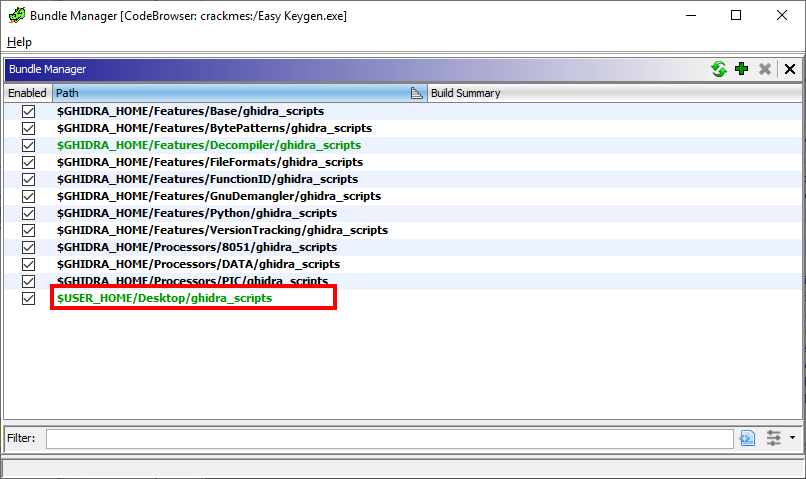 Bundle Manager [CodeBrowser: crackmes:/Easy Keygen.exe]
Help
Bundle Manager
Enabled Path Build Summary
$GHIDRA_HOME/Features/Base/ghidra_scripts
$GHIDRA_HOME/Features/BytePatterns/ghidra_scripts
$GHIDRA_HOME/Features/Decompiler/ghidra_scripts
$GHIDRA_HOME/Features/FileFormats/ghidra_scripts
$GHIDRA_HOME/Features/FunctionID/ghidra_scripts
$GHIDRA_HOME/Features/GnuDemangler/ghidra_scripts
$GHIDRA_HOME/Features/Python/ghidra_scripts
$GHIDRA_HOME/Features/VersionTracking/ghidra_scripts
$GHIDRA_HOME/Processors/8051/ghidra_scripts
$GHIDRA_HOME/Processors/DATA/ghidra_scripts
$GHIDRA_HOME/Processors/PIC/ghidra_scripts
$USER_HOME/Desktop/ghidra_scripts
Filter: